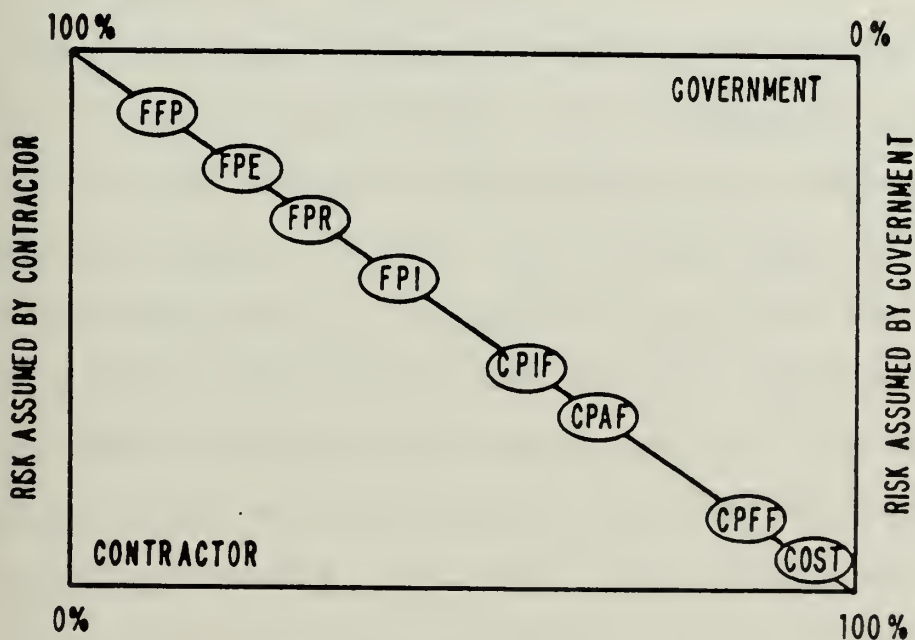 100%
0%
GOVERNMENT
RISK ASSUMED BY CONTRACTOR
FFP
FPE
FPR
FPI
CPIF
CPAF
CPFF
COST
CONTRACTOR
RISK ASSUMED BY GOVERNMENT
0%
100%